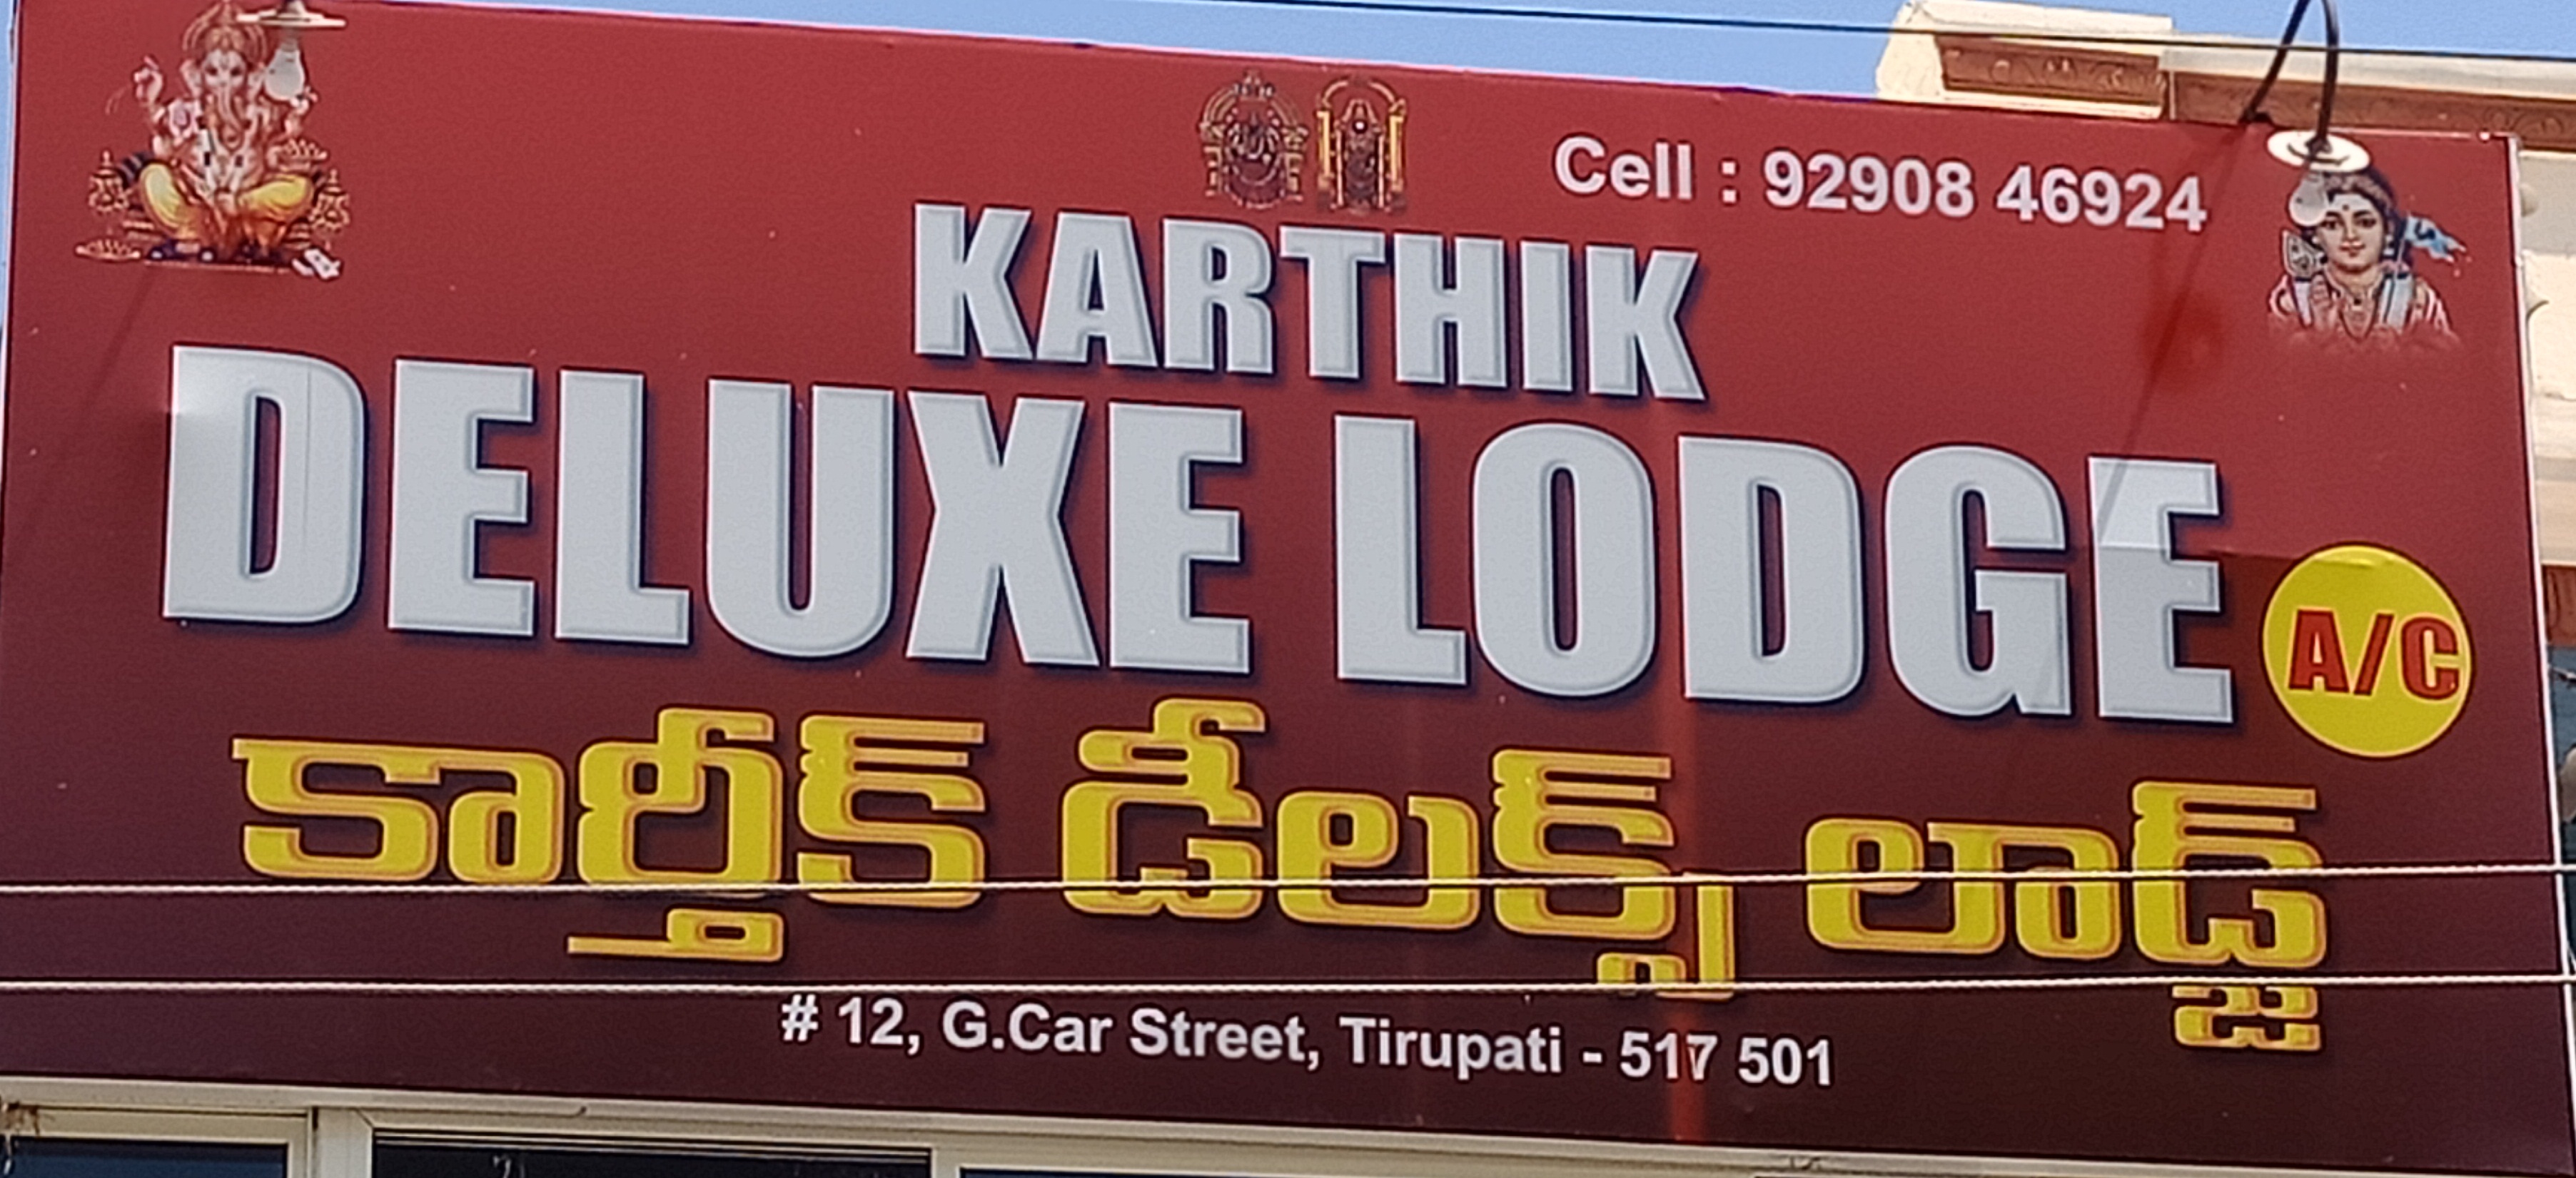 Cell : 92908 46924
KARTHIK
DELUXE LODGE
A/C
కార్తీక్ డీలక్స్ లాడ్జ్
# 12, G.Car Street, Tirupati - 517 501